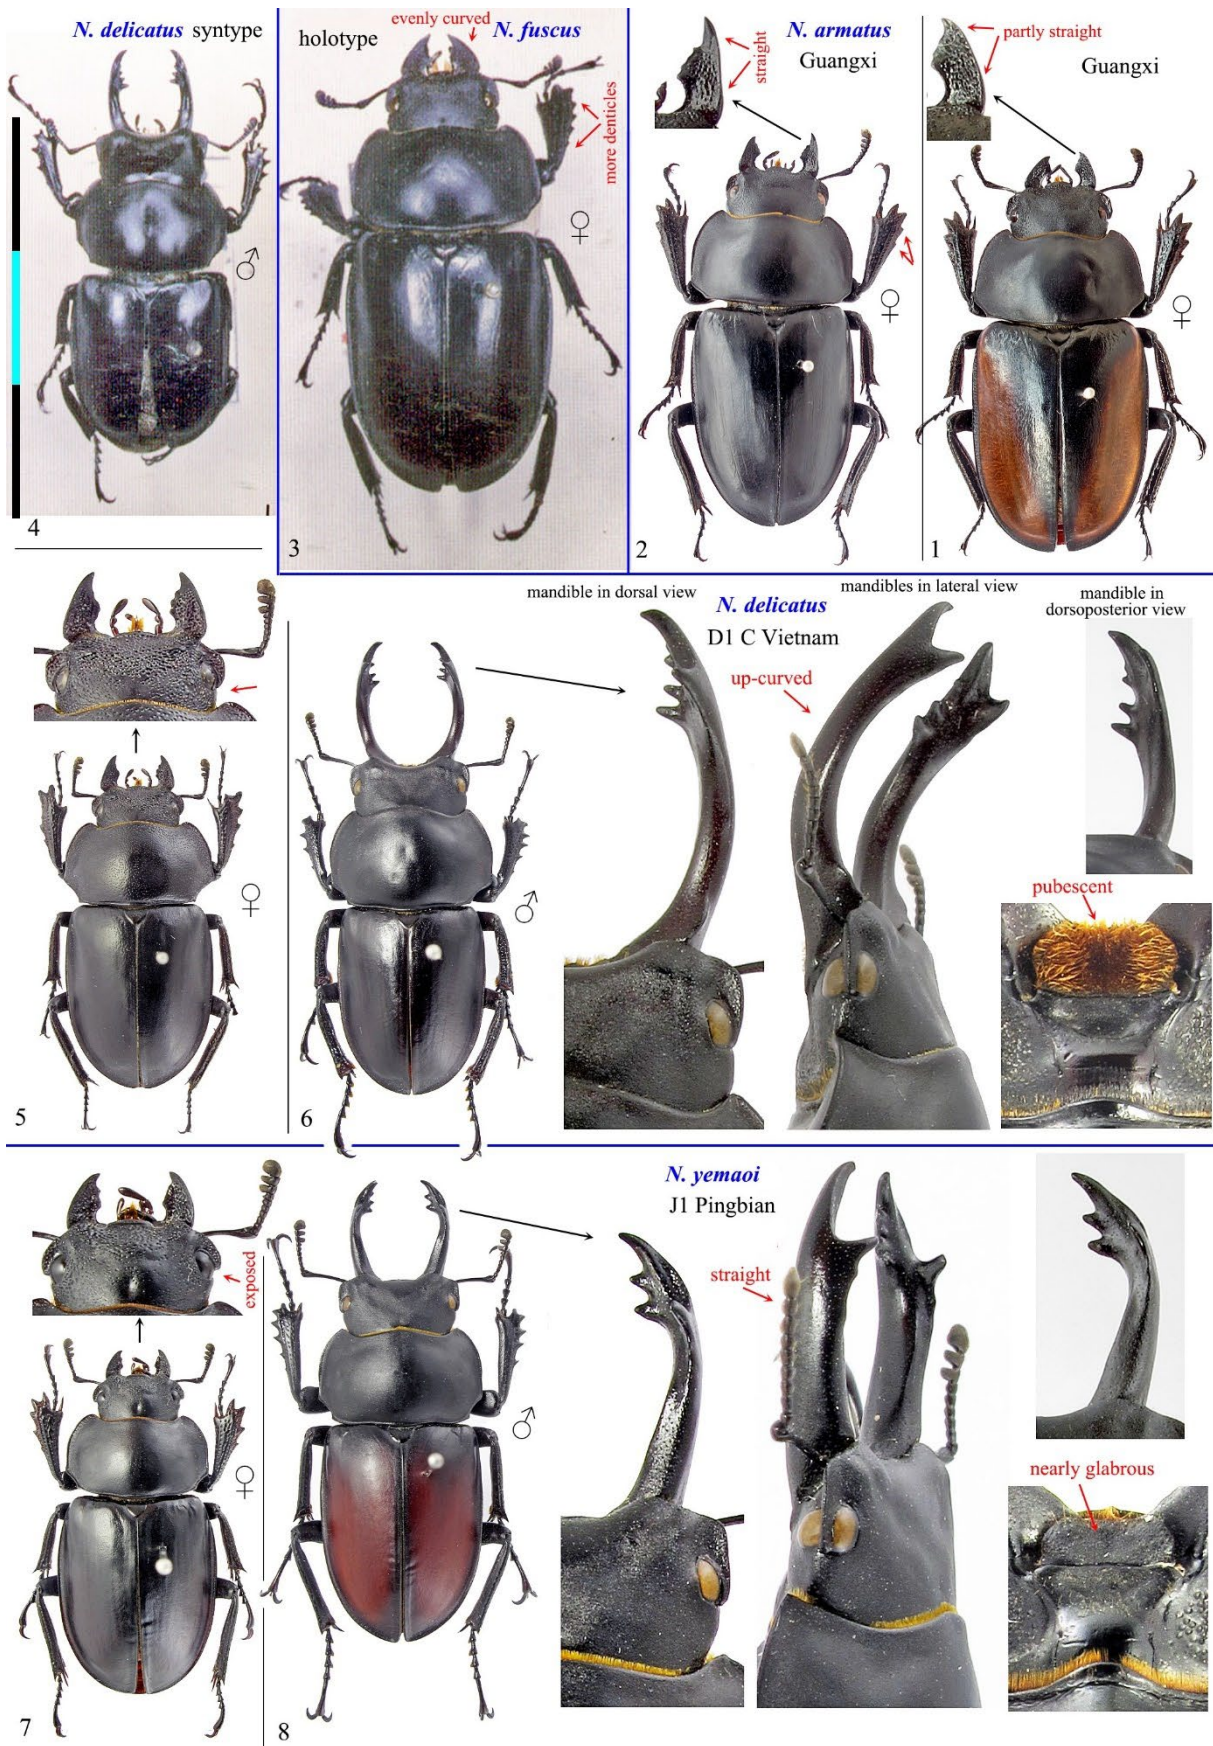 N. delicatus syntype
♂
4
holotype
evenly curved
N. fuscus
more denticles
♀
3
straight
N. armatus
Guangxi
♀
2
partly straight
Guangxi
♀
1
♀
5
mandible in dorsal view
N. delicatus
D1 C Vietnam
mandibles in lateral view
mandible in
dorsoposterior view
up-curved
pubescent
♂
6
exposed
♀
7
N. yemaoi
J1 Pingbian
straight
nearly glabrous
♂
8